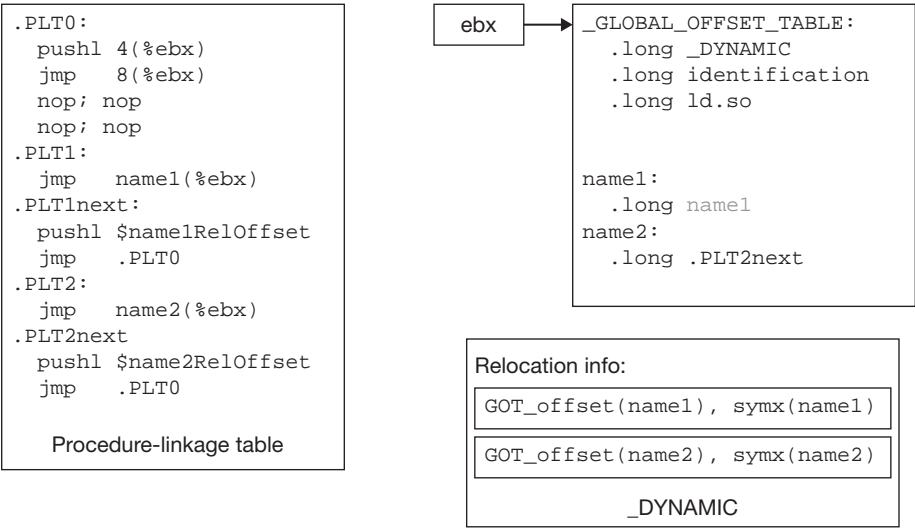 .PLT0:
pushl 4(%ebx)
jmp 8(%ebx)
nop; nop
nop; nop
.PLT1:
jmp name1(%ebx)
.PLT1next:
pushl $name1RelOffset
jmp .PLT0
.PLT2:
jmp name2(%ebx)
.PLT2next
pushl $name2RelOffset
jmp .PLT0
Procedure-linkage table
ebx
_GLOBAL_OFFSET_TABLE:
.long _DYNAMIC
.long identification
.long ld.so
name1:
.long name1
name2:
.long .PLT2next
Relocation info:
GOT_offset(name1), symx(name1)
GOT_offset(name2), symx(name2)
_DYNAMIC